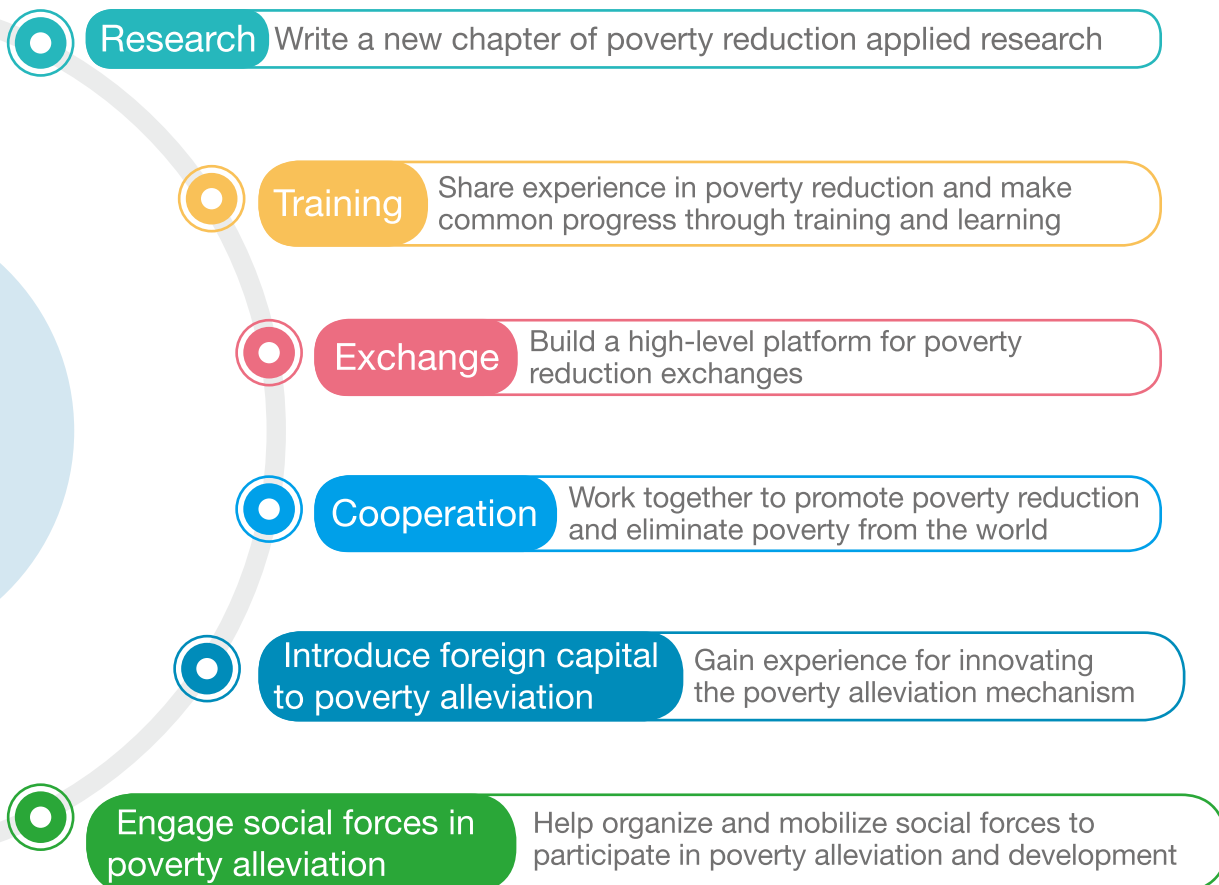 Research Write a new chapter of poverty reduction applied research
Training
Share experience in poverty reduction and make
common progress through training and learning
Exchange
Build a high-level platform for poverty
reduction exchanges
Cooperation
Work together to promote poverty reduction
and eliminate poverty from the world
Introduce foreign capital
to poverty alleviation
Gain experience for innovating
the poverty alleviation mechanism
Engage social forces in
poverty alleviation
Help organize and mobilize social forces to
participate in poverty alleviation and development